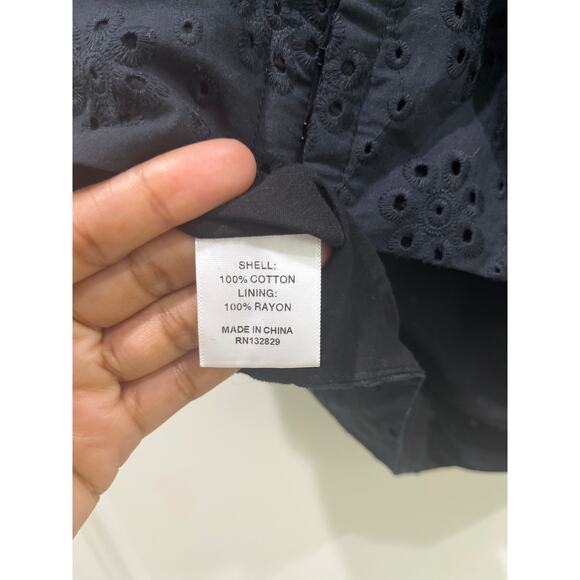 SHELL:
100% COTTON
LINING:
100% RAYON
MADE IN CHINA
RN132829